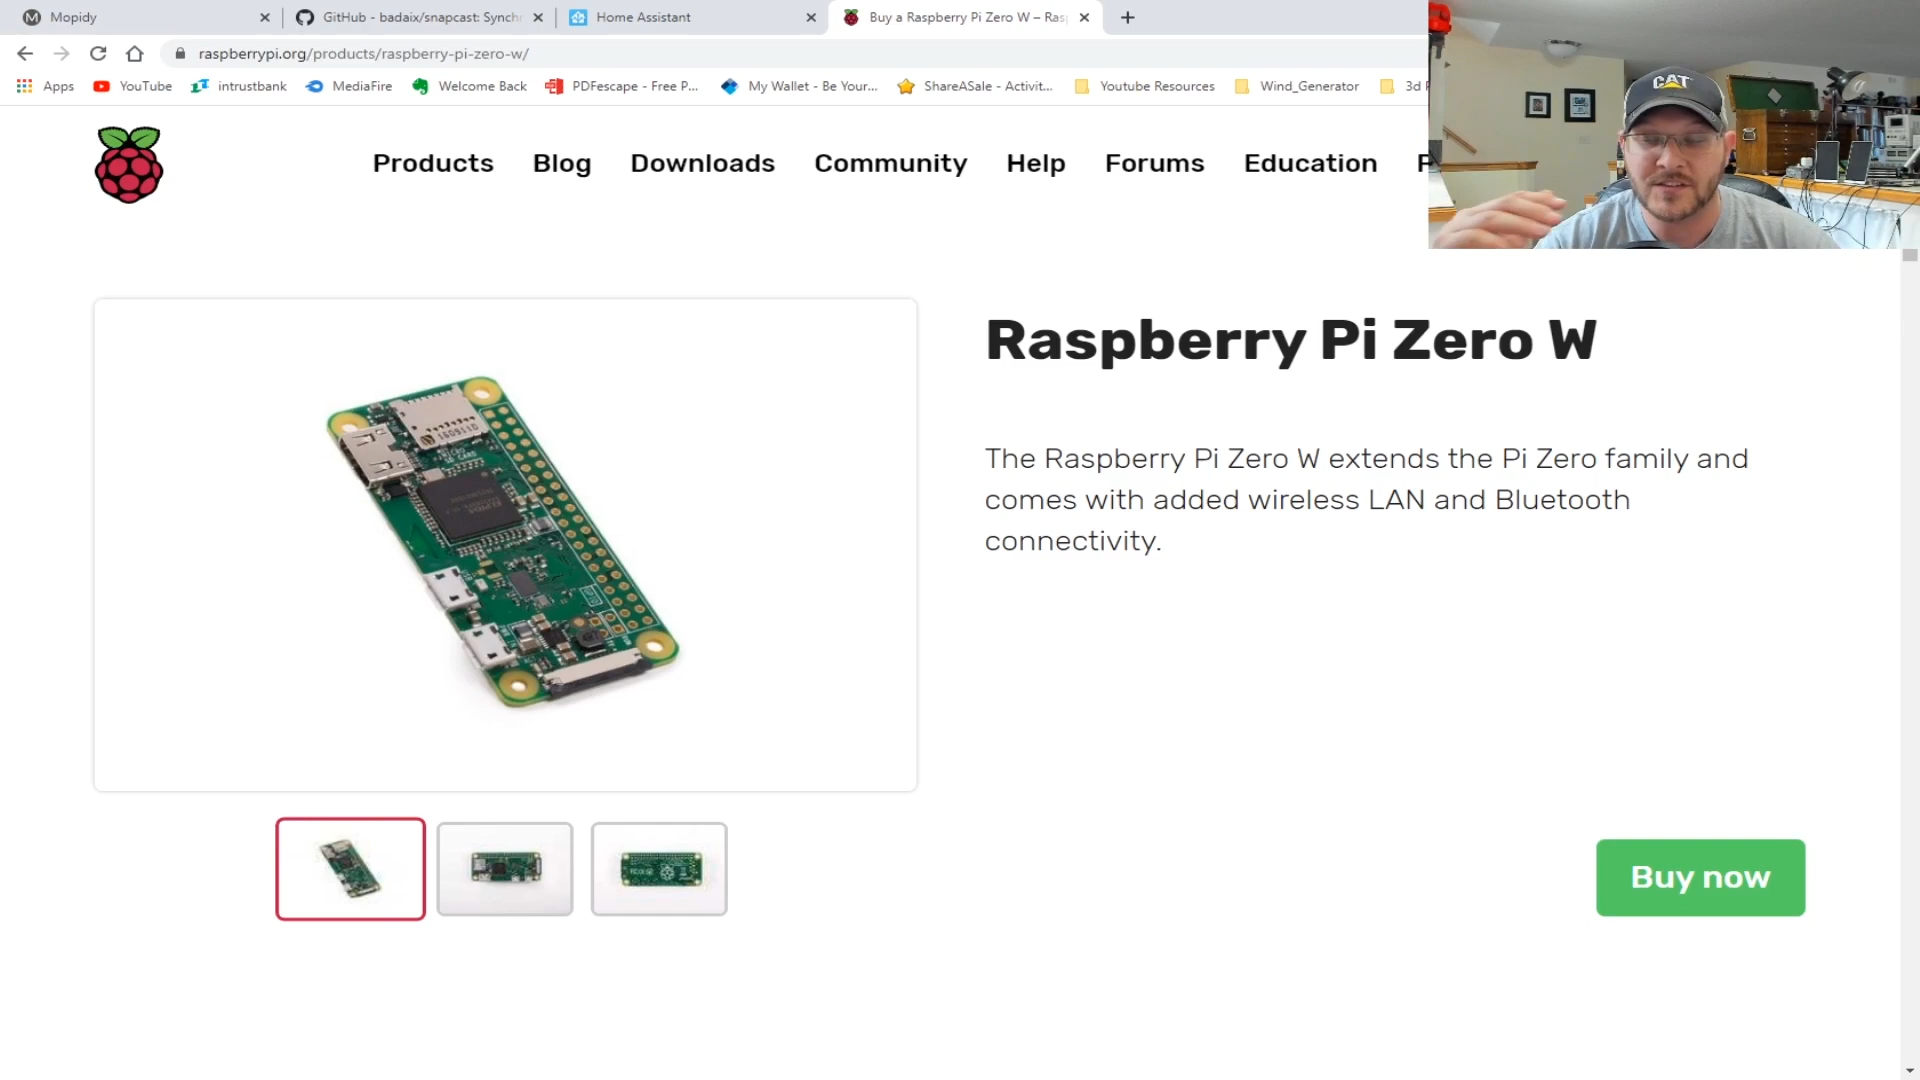 Mopidy
GitHub - badaix/snapcast: Synchr
Home Assistant
Buy a Raspberry Pi Zero W – Ras
raspberrypi.org/products/raspberry-pi-zero-w/
Apps YouTube intrustbank MediaFire Welcome Back PDFescape - Free P... My Wallet - Be Your... ShareASale - Activit... Youtube Resources Wind_Generator 3d
CAT
Products Blog Downloads Community Help Forums Education
Raspberry Pi Zero W
The Raspberry Pi Zero W extends the Pi Zero family and
comes with added wireless LAN and Bluetooth
connectivity.
Buy now